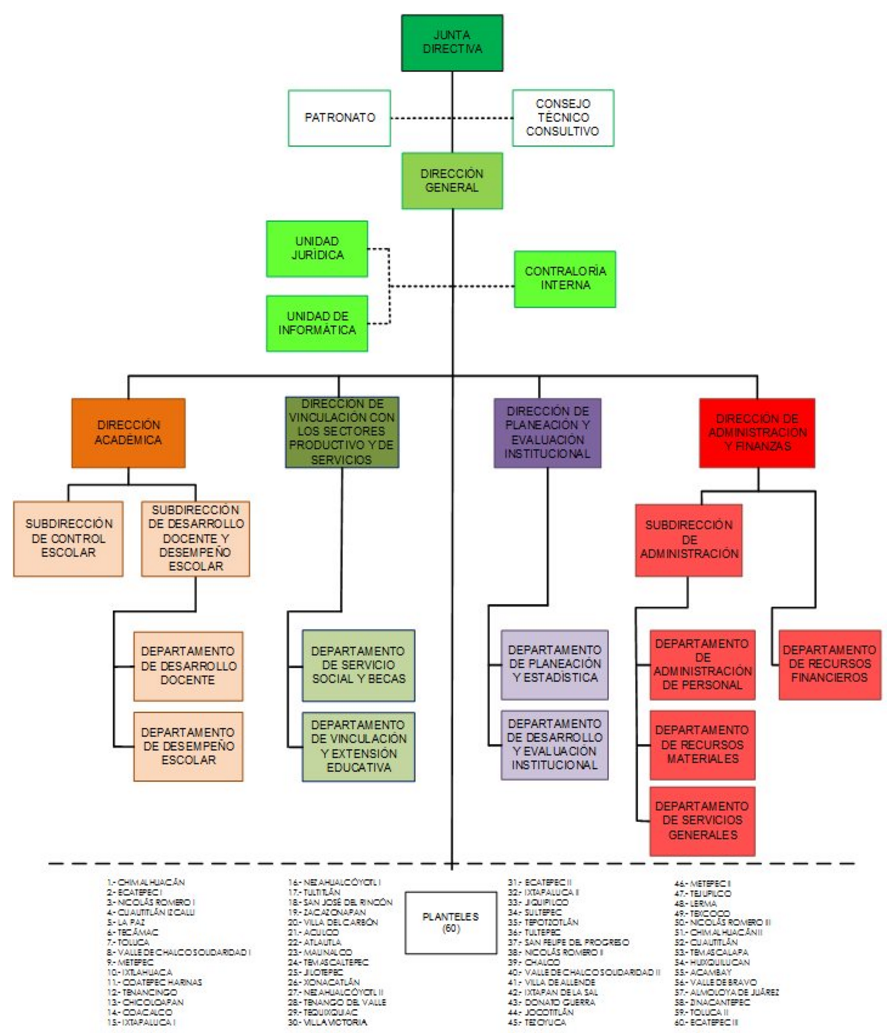 JUNTA
DIRECTIVA
PATRONATO
CONSEJO
TÉCNICO
CONSULTIVO
DIRECCIÓN
GENERAL
UNIDAD
JURÍDICA
UNIDAD DE
INFORMÁTICA
CONTRALORÍA
INTERNA
DIRECCIÓN
ACADÉMICA
DIRECCIÓN DE
VINCULACIÓN CON
LOS SECTORES
PRODUCTIVO Y DE
SERVICIOS
DIRECCIÓN DE
PLANEACIÓN Y
EVALUACIÓN
INSTITUCIONAL
DIRECCIÓN DE
ADMINISTRACIÓN
Y FINANZAS
SUBDIRECCIÓN
DE CONTROL
ESCOLAR
SUBDIRECCIÓN
DE DESARROLLO
DOCENTE Y
DESEMPEÑO
ESCOLAR
SUBDIRECCIÓN
DE
ADMINISTRACIÓN
DEPARTAMENTO
DE DESARROLLO
DOCENTE
DEPARTAMENTO
DE SERVICIO
SOCIAL Y BECAS
DEPARTAMENTO
DE PLANEACIÓN
Y ESTADÍSTICA
DEPARTAMENTO
DE
ADMINISTRACIÓN
DE PERSONAL
DEPARTAMENTO
DE RECURSOS
FINANCIEROS
DEPARTAMENTO
DE DESEMPEÑO
ESCOLAR
DEPARTAMENTO
DE VINCULACIÓN
Y EXTENSIÓN
EDUCATIVA
DEPARTAMENTO
DE DESARROLLO
Y EVALUACIÓN
INSTITUCIONAL
DEPARTAMENTO
DE RECURSOS
MATERIALES
DEPARTAMENTO
DE SERVICIOS
GENERALES
1.- CHIMALHUACÁN
2.- ECATEPEC I
3.- NICOLÁS ROMERO I
4.- CUAUTITLÁN IZCALLI
5.- LA PAZ
6.- TECÁMAC
7.- TOLUCA
8.- VALLE DE CHALCO SOLIDARIDAD I
9.- METEPEC
10.- IXTLAHUACA
11.- COATEPEC HARINAS
12.- TENANCINGO
13.- CHICOLOAPAN
14.- COACALCO
15.- IXTAPALUCA I
16.- NEZAHUALCÓYOTL I
17.- TULTITLÁN
18.- SAN JOSÉ DEL RINCÓN
19.- ZACAZONAPAN
20.- VILLA DEL CARBÓN
21.- ACULCO
22.- ATLAUTLA
23.- MALINALCO
24.- TEMASCALTEPEC
25.- JILOTEPEC
26.- XONACATLÁN
27.- NEZAHUALCÓYOTL II
28.- TENANGO DEL VALLE
29.- TEQUIXQUIAC
30.- VILLA VICTORIA
PLANTELES
(60)
31.- ECATEPEC II
32.- IXTAPALUCA II
33.- JIQUIPILCO
34.- SULTEPEC
35.- TEPOTZOTLÁN
36.- TULTEPEC
37.- SAN FELIPE DEL PROGRESO
38.- NICOLÁS ROMERO II
39.- CHALCO
40.- VALLE DE CHALCO SOLIDARIDAD II
41.- VILLA DE ALLENDE
42.- IXTAPAN DE LA SAL
43.- DONATO GUERRA
44.- JOCOTITLÁN
45.- TEZOYUCA
46.- METEPEC II
47.- TEJUPILCO
48.- LERMA
49.- TEXCOCO
50.- NICOLÁS ROMERO III
51.- CHIMALHUACÁN II
52.- CUAUTITLÁN
53.- TEMASCALAPA
54.- HUIXQUILUCAN
55.- ACAMBAY
56.- VALLE DE BRAVO
57.- ALMOLOYA DE JUÁREZ
58.- ZINACANTEPEC
59.- TOLUCA II
60.- ECATEPEC III